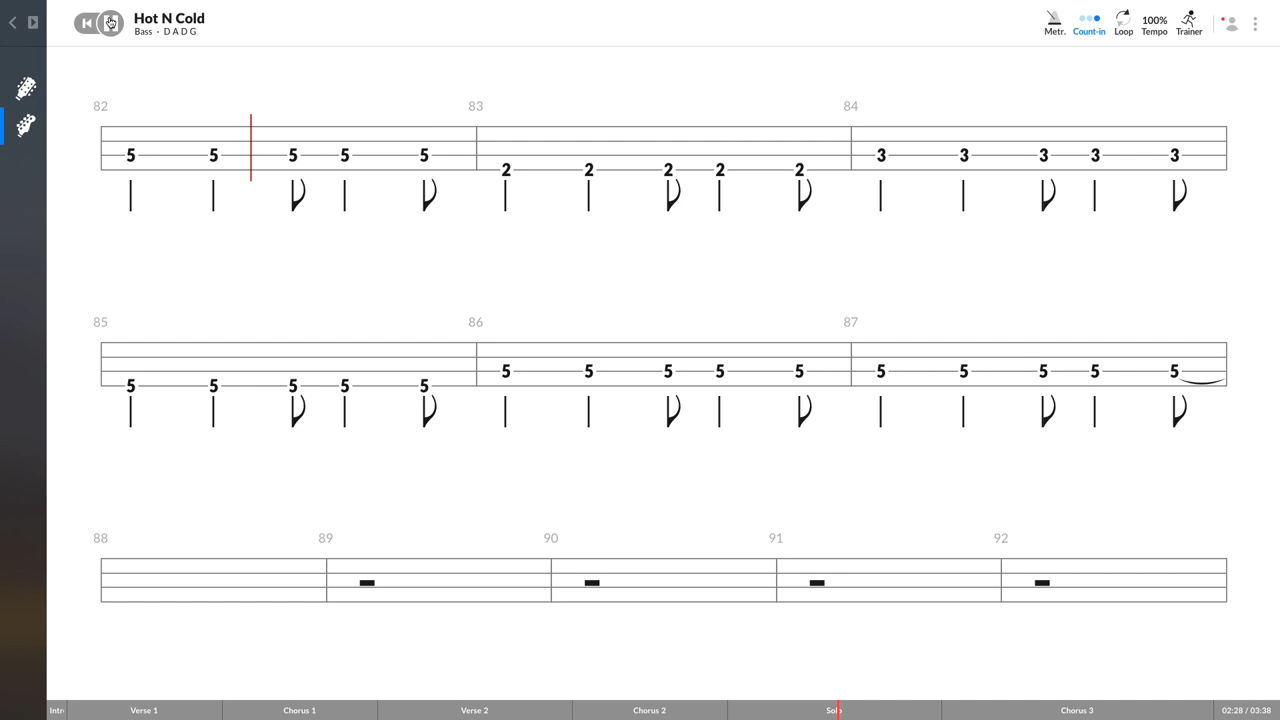 Hot N Cold
Bass · D A D G
Metr.
Count-in
Loop
100%
Tempo
Trainer
82 83 84
5 5 5 5 5 2 2 2 2 2 3 3 3 3 3
85 86 87
5 5 5 5 5 5 5 5 5 5 5 5 5 5 5
88 89 90 91 92
Intro Verse 1 Chorus 1 Verse 2 Chorus 2 Solo Chorus 3 02:28 / 03:38